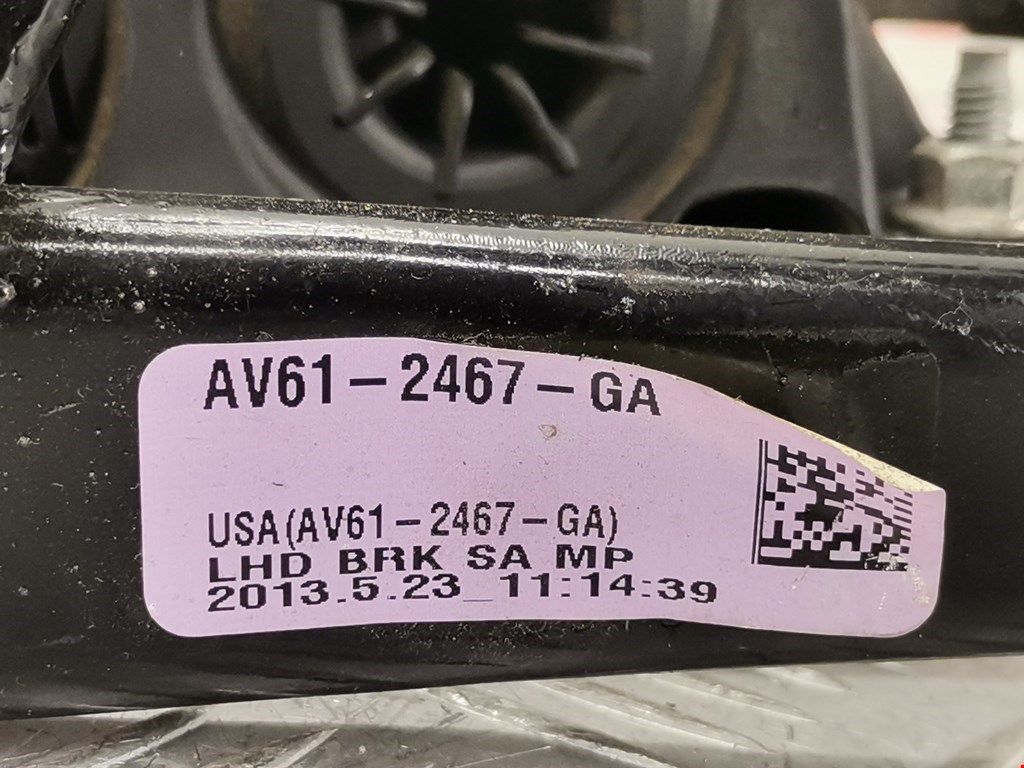 AV61-2467-GA
USA(AV61-2467-GA)
LHD BRK SA MP
2013.5.23_11:14:39